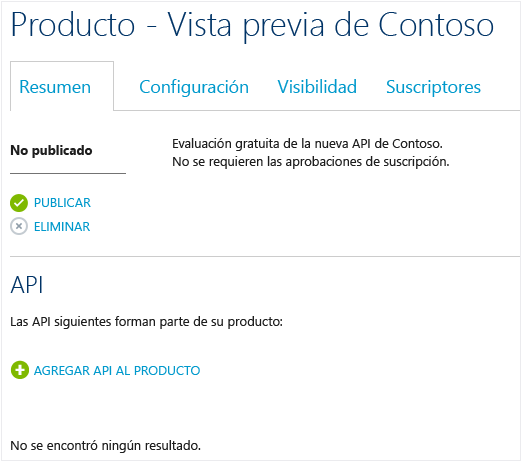 Producto - Vista previa de Contoso
Resumen Configuración Visibilidad Suscriptores
No publicado
Evaluación gratuita de la nueva API de Contoso.
No se requieren las aprobaciones de suscripción.
PUBLICAR
ELIMINAR
API
Las API siguientes forman parte de su producto:
AGREGAR API AL PRODUCTO
No se encontró ningún resultado.